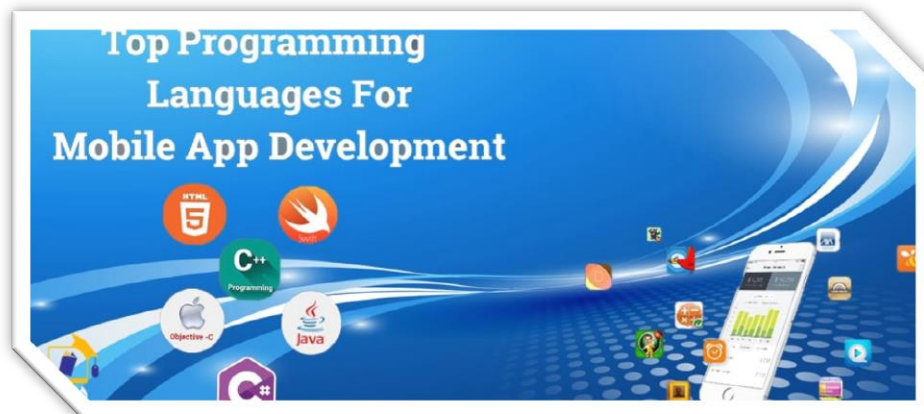 Top Programming
Languages For
Mobile App Development
HTML
5
Swift
C++
Programming
Objective -C
Java
C#